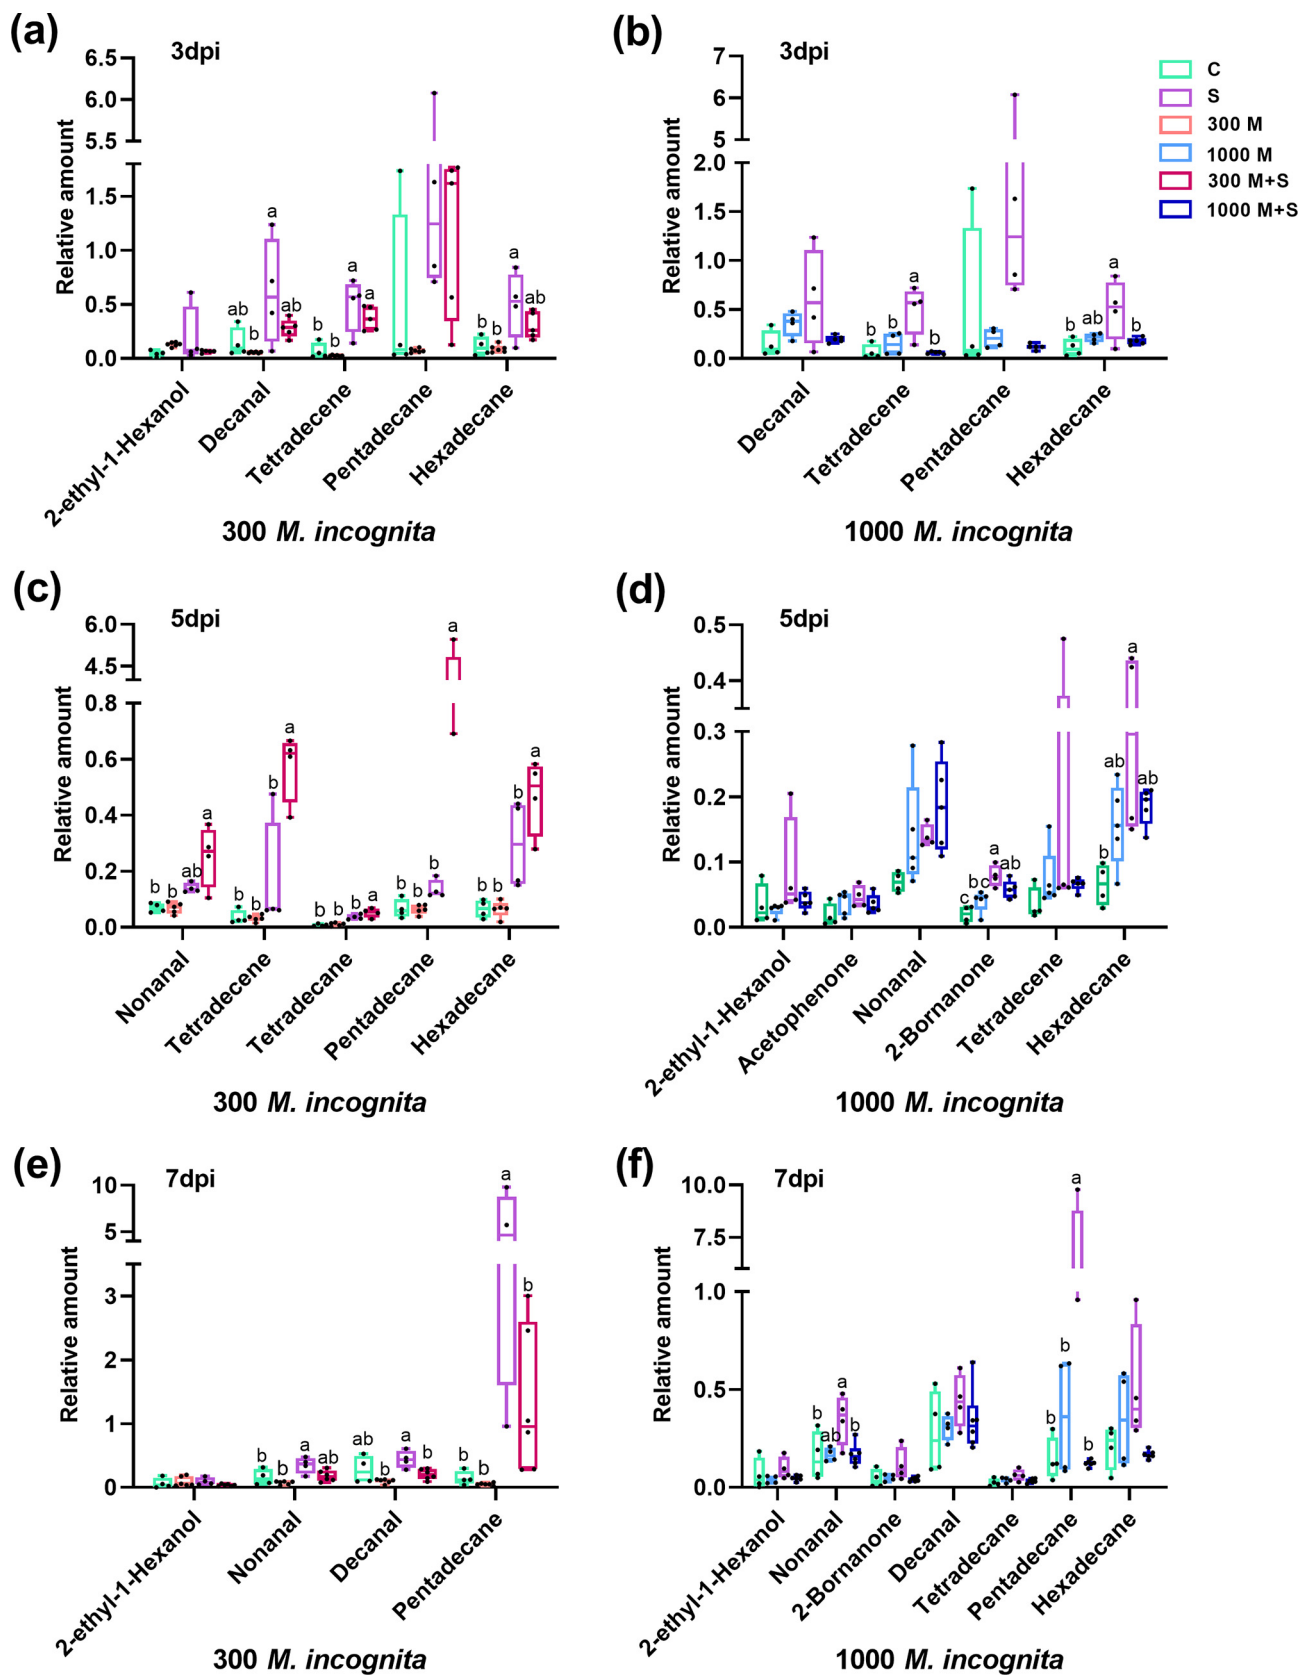 (a)
3dpi
6.5
6.0
5.5
1.5
1.0
0.5
0.0
Relative amount
a
ab
b
ab
b
b
a
a
b
b
a
ab
2-ethyl-1-Hexanol
Decanal
Tetradecene
Pentadecane
Hexadecane
300 M. incognita
(b)
3dpi
7
6
5
2.0
1.5
1.0
0.5
0.0
Relative amount
b
b
a
b
ab
ab
a
b
Decanal
Tetradecene
Pentadecane
Hexadecane
1000 M. incognita
C
S
300 M
1000 M
300 M+S
1000 M+S
(c)
5dpi
6.0
4.5
0.8
0.6
0.4
0.2
0.0
Relative amount
b
b
ab
a
b
b
b
a
b
b
b
a
b
b
b
a
b
b
b
a
Nonanal
Tetradecene
Tetradecane
Pentadecane
Hexadecane
300 M. incognita
(d)
5dpi
0.5
0.4
0.3
0.2
0.1
0.0
Relative amount
c
bc
a
ab
b
ab
a
ab
2-ethyl-1-Hexanol
Acetophenone
Nonanal
2-Bornanone
Tetradecene
Hexadecane
1000 M. incognita
(e)
7dpi
10
5
3
2
1
0
Relative amount
b
b
a
ab
ab
b
a
b
b
b
a
b
2-ethyl-1-Hexanol
Nonanal
Decanal
Pentadecane
300 M. incognita
(f)
7dpi
10.0
7.5
1.0
0.5
0.0
Relative amount
b
ab
a
b
b
b
a
b
2-ethyl-1-Hexanol
Nonanal
2-Bornanone
Decanal
Tetradecane
Pentadecane
Hexadecane
1000 M. incognita